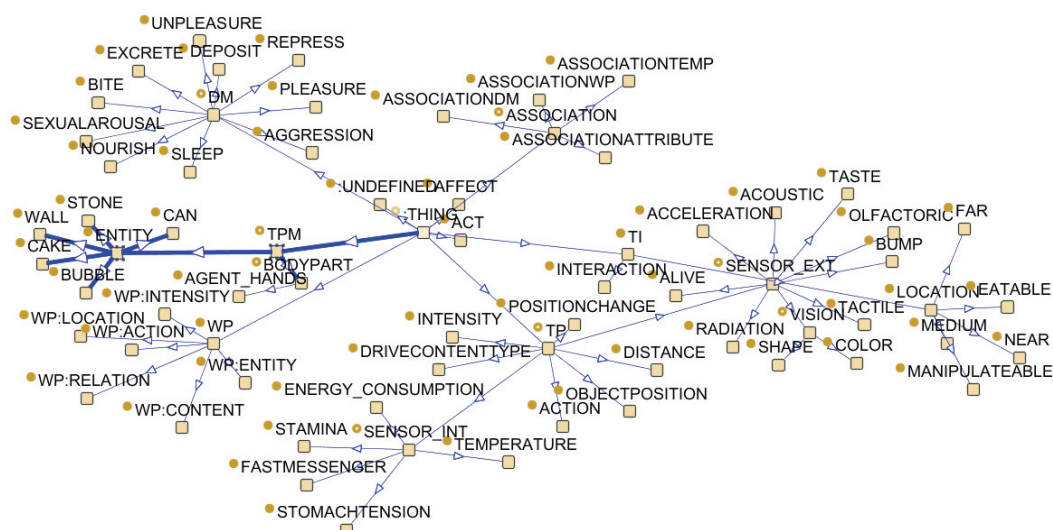 UNPLEASURE
EXCRETE
DEPOSIT
REPRESS
BITE
DM
PLEASURE
SEXUALAROUSAL
AGGRESSION
NOURISH
SLEEP
ASSOCIATIONTEMP
ASSOCIATIONWP
ASSOCIATIONDM
ASSOCIATION
ASSOCIATIONATTRIBUTE
:UNDEFINED
AFFECT
:THING
ACT
STONE
WALL
CAN
ENTITY
CAKE
BUBBLE
TPM
BODYPART
AGENT_HANDS
WP:INTENSITY
WP:LOCATION
WP:ACTION
WP
WP:ENTITY
WP:RELATION
WP:CONTENT
TI
INTERACTION
ALIVE
TASTE
ACOUSTIC
ACCELERATION
OLFACTORIC
BUMP
SENSOR_EXT
FAR
LOCATION
EATABLE
MEDIUM
NEAR
MANIPULATEABLE
TACTILE
VISION
RADIATION
SHAPE
COLOR
POSITIONCHANGE
INTENSITY
TP
DRIVECONTENTTYPE
DISTANCE
OBJECTPOSITION
ACTION
ENERGY_CONSUMPTION
STAMINA
SENSOR_INT
TEMPERATURE
FASTMESSENGER
STOMACHTENSION